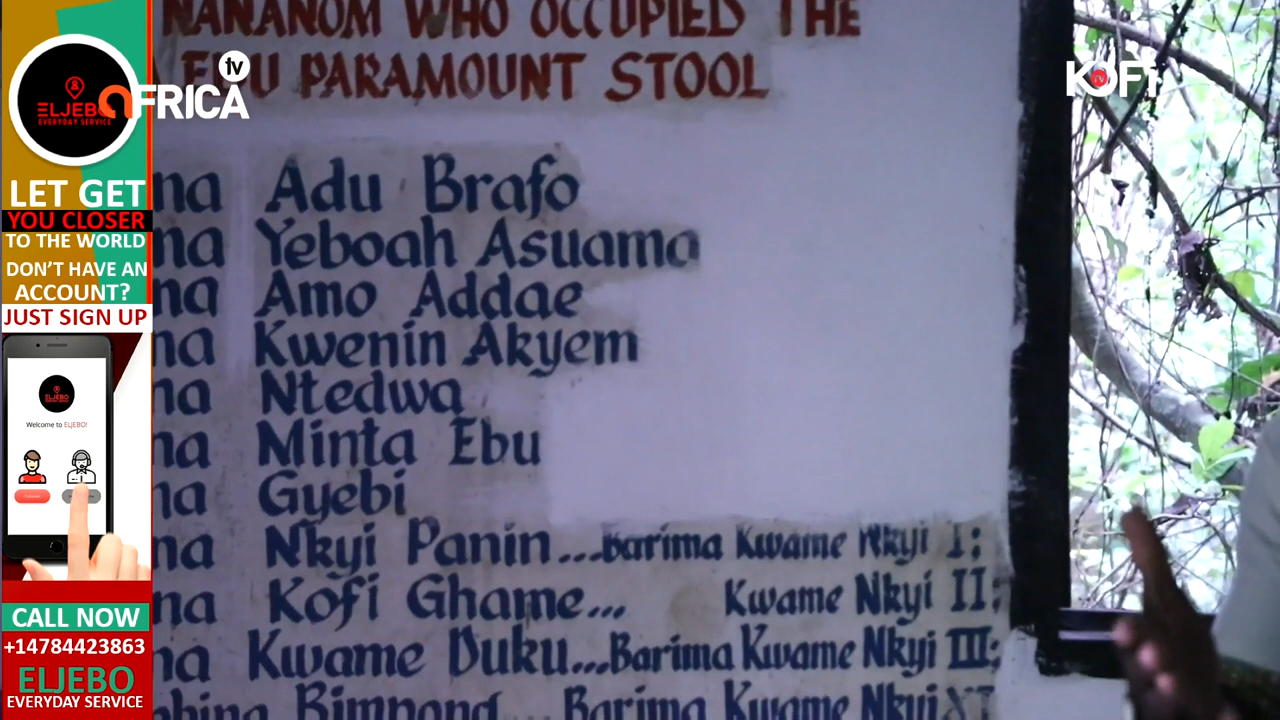 NANANOM WHO OCCUPIED THE
PARAMOUNT STOOL
na Adu Brafo
na Yeboah Asuama
na Amo Addae
na Kwenin Akyem
na Ntedwa
na Minta Ebu
na Gyebi
na Nkyi Panin...Barima Kwame Nkyi I:
na Kofi Ghame... Kwame Nkyi II:
na Kwame Duku...Barima Kwame Nkyi III:
Bimpong... Barima Kwame Nkyi
tv
AFRICA
KOFI
TV
ELJEBO
EVERYDAY SERVICE
LET GET
YOU CLOSER
TO THE WORLD
DON'T HAVE AN
ACCOUNT?
JUST SIGN UP
ELJEBO
Welcome to ELJEBO!
CALL NOW
+14784423863
ELJEBO
EVERYDAY SERVICE